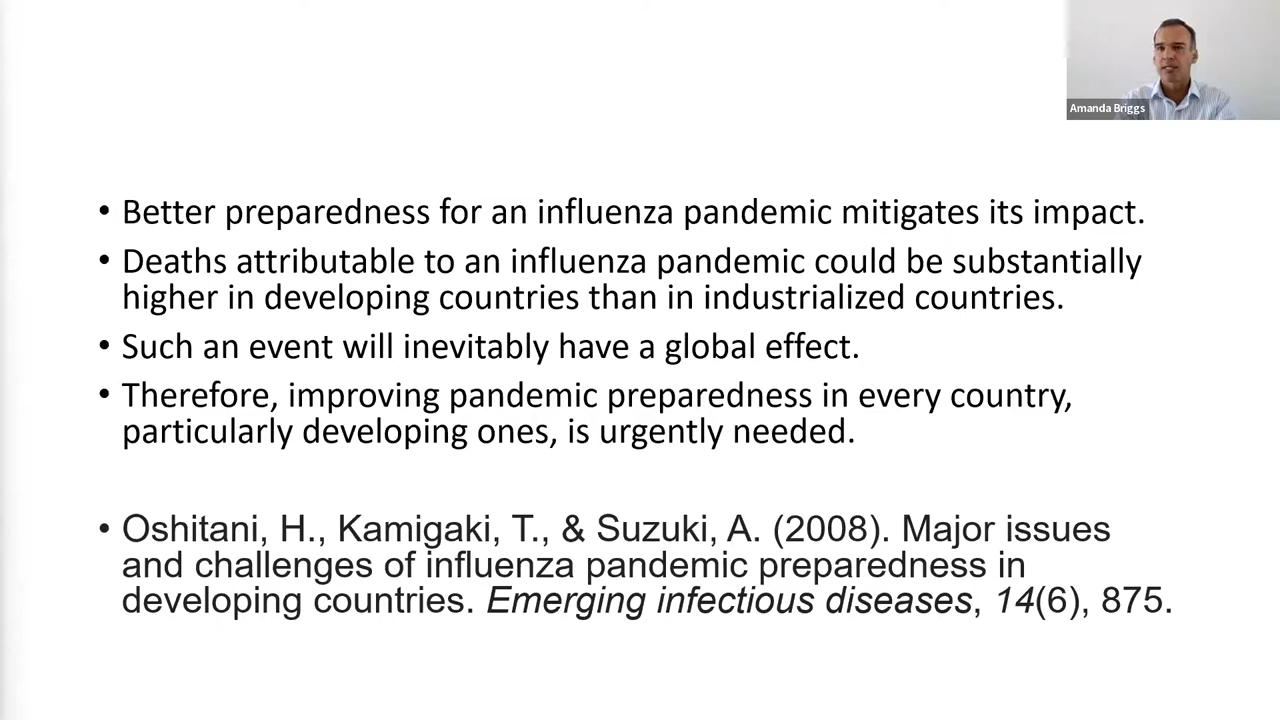 Amanda Briggs
• Better preparedness for an influenza pandemic mitigates its impact.
• Deaths attributable to an influenza pandemic could be substantially
higher in developing countries than in industrialized countries.
• Such an event will inevitably have a global effect.
• Therefore, improving pandemic preparedness in every country,
particularly developing ones, is urgently needed.
• Oshitani, H., Kamigaki, T., & Suzuki, A. (2008). Major issues
and challenges of influenza pandemic preparedness in
developing countries. Emerging infectious diseases, 14(6), 875.